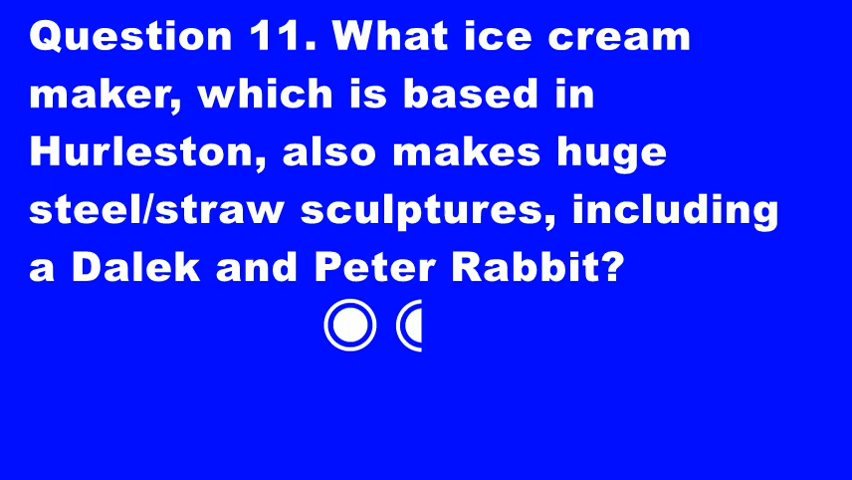 Question 11. What ice cream
maker, which is based in
Hurleston, also makes huge
steel/straw sculptures, including
a Dalek and Peter Rabbit?